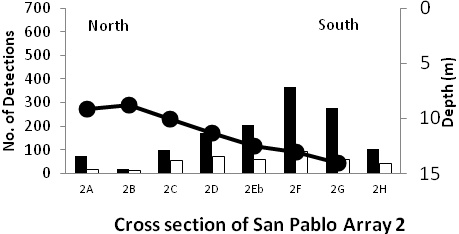 700
600
500
400
300
200
100
0
No. of Detections
North
South
0
5
10
15
Depth (m)
2A 2B 2C 2D 2Eb 2F 2G 2H
Cross section of San Pablo Array 2